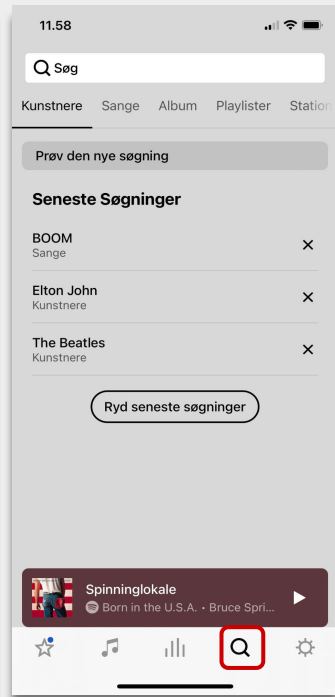 11.58
Søg
Kunstnere Sange Album Playlister Station
Prøv den nye søgning
Seneste Søgninger
BOOM
Sange
Elton John
Kunstnere
The Beatles
Kunstnere
Ryd seneste søgninger
Spinninglokale
Born in the U.S.A. • Bruce Spri...